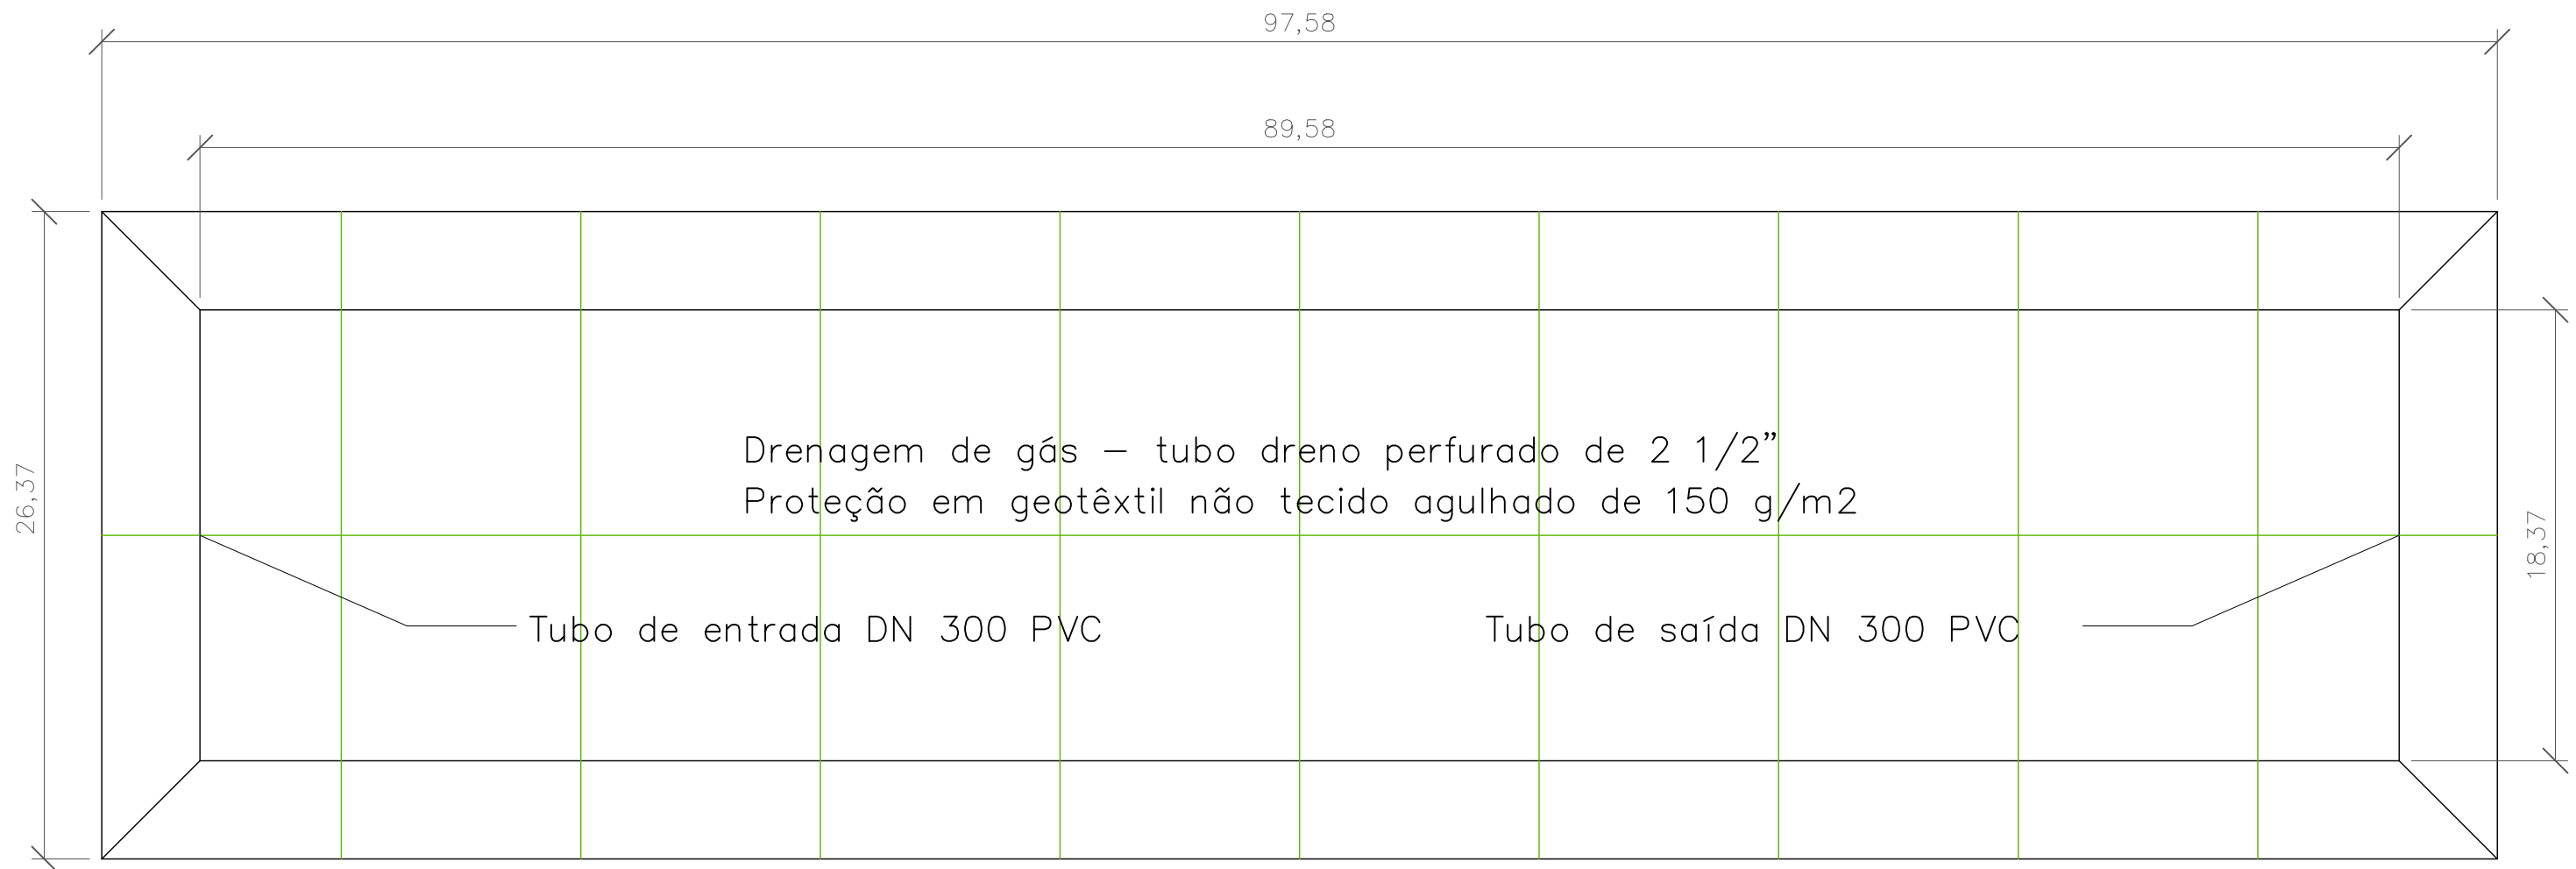 97,58
89,58
Drenagem de gás – tubo dreno perfurado de 2 1/2”
Proteção em geotêxtil não tecido agulhado de 150 g/m2
26,37
18,37
Tubo de entrada DN 300 PVC
Tubo de saída DN 300 PVC